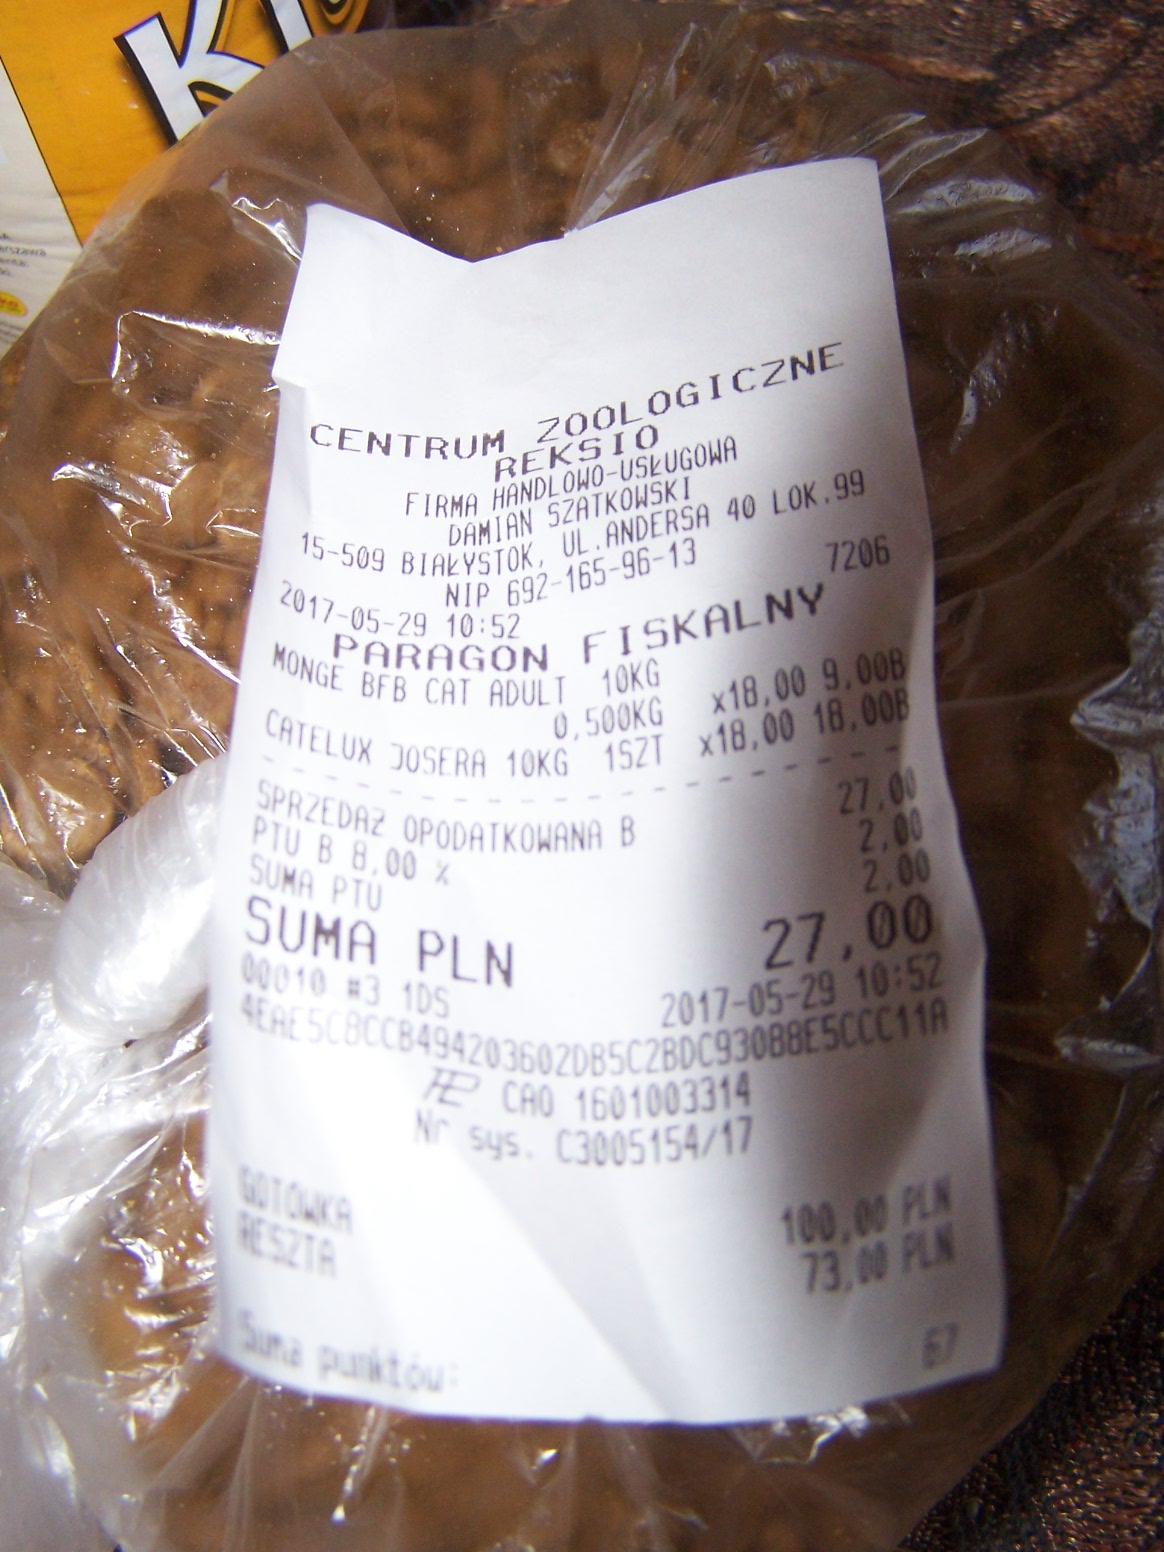 KI
CENTRUM ZOOLOGICZNE
REKSIO
FIRMA HANDLOWO-USŁUGOWA
DAMIAN SZATKOWSKI
15-509 BIAŁYSTOK, UL.ANDERSA 40 LOK.99
NIP 692-165-96-13
2017-05-29 10:52 7206
PARAGON FISKALNY
MONGE BFB CAT ADULT 10KG
0,500KG x18,00 9,00B
CATELUX JOSERA 10KG 1SZT x18,00 18,00B
SPRZEDAŻ OPODATKOWANA B 27,00
PTU B 8,00 % 2,00
SUMA PTU 2,00
SUMA PLN 27,00
00010 #3 1DS 2017-05-29 10:52
4EAE5CBCCB494203602DB5C2BDC930BBE5CCC11A
CAO 1601003314
Nr sys. C3005154/17
GOTÓWKA 100,00 PLN
RESZTA 73,00 PLN
Suma punktów: 67